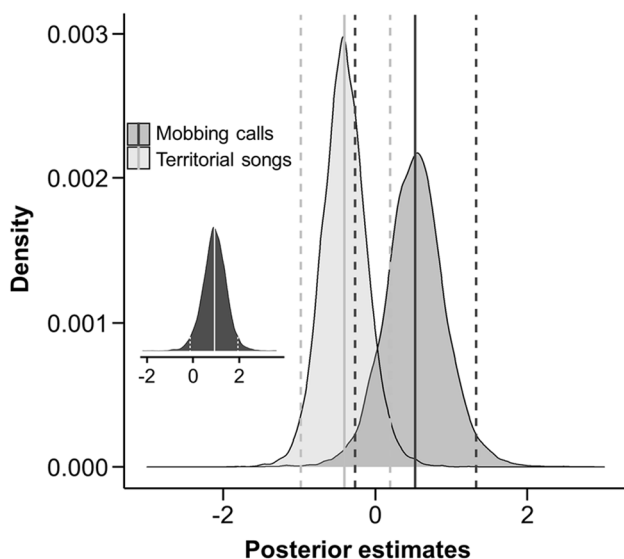 0.003
Mobbing calls
Territorial songs
0.002
Density
0.001
-2 0 2
0.000
-2 0 2
Posterior estimates